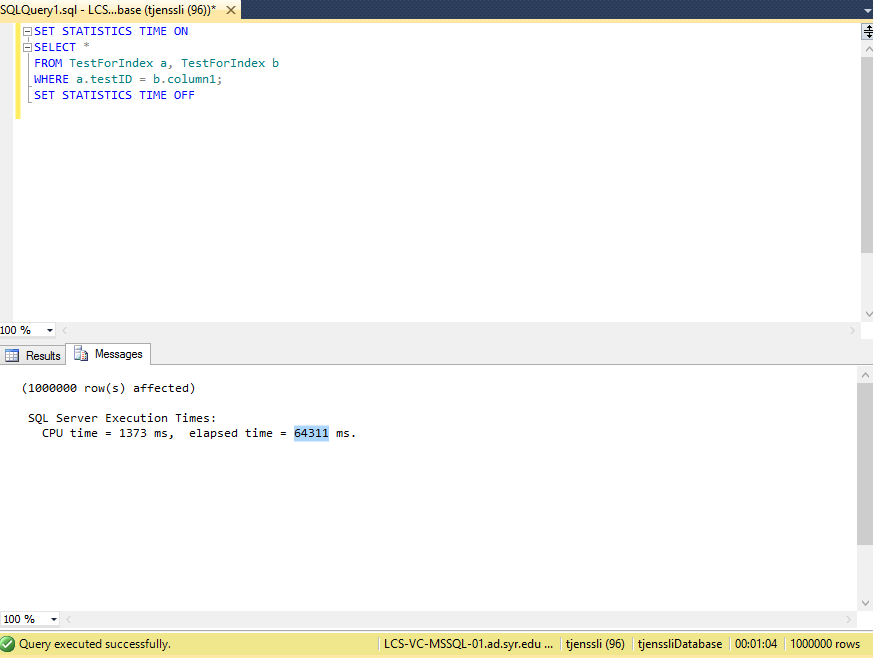 SQLQuery1.sql - LCS...base (tjenssli (96))*
SET STATISTICS TIME ON
SELECT *
FROM TestForIndex a, TestForIndex b
WHERE a.testID = b.column1;
SET STATISTICS TIME OFF
100 %
Results Messages
(1000000 row(s) affected)
SQL Server Execution Times:
CPU time = 1373 ms,  elapsed time = 64311 ms.
100 %
Query executed successfully. LCS-VC-MSSQL-01.ad.syr.edu ... tjenssli (96) tjenssliDatabase 00:01:04 1000000 rows